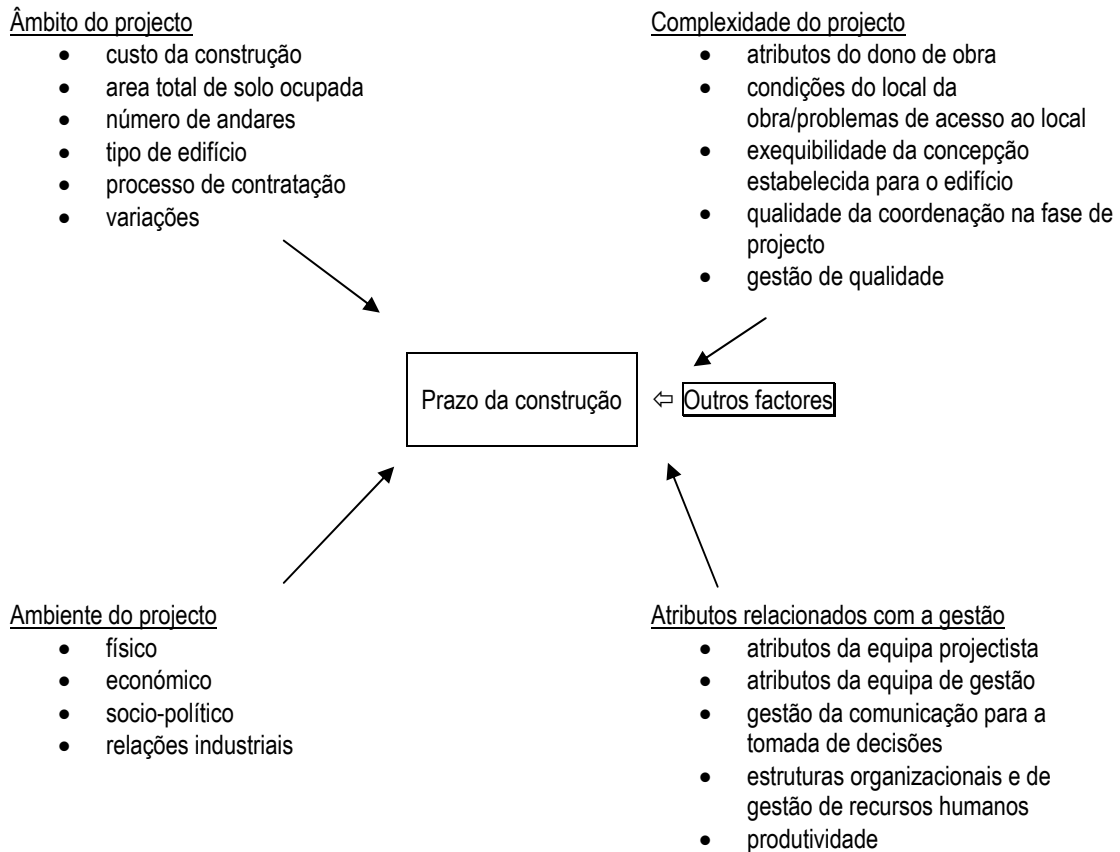 Âmbito do projecto
• custo da construção
• area total de solo ocupada
• número de andares
• tipo de edifício
• processo de contratação
• variações
Complexidade do projecto
• atributos do dono de obra
• condições do local da
obra/problemas de acesso ao local
• exequibilidade da concepção
estabelecida para o edifício
• qualidade da coordenação na fase de
projecto
• gestão de qualidade
Prazo da construção
⇦ Outros factores
Ambiente do projecto
• físico
• económico
• socio-político
• relações industriais
Atributos relacionados com a gestão
• atributos da equipa projectista
• atributos da equipa de gestão
• gestão da comunicação para a
tomada de decisões
• estruturas organizacionais e de
gestão de recursos humanos
• produtividade